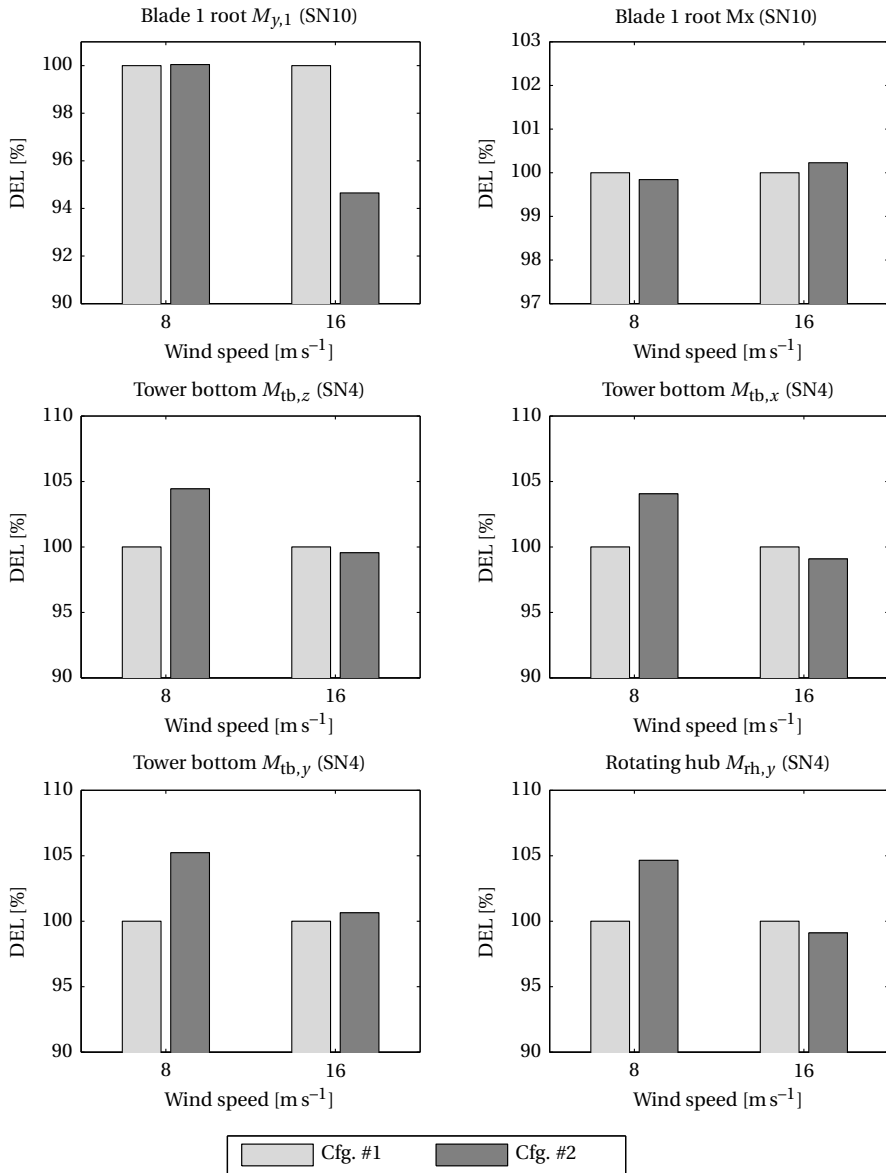 Blade 1 root M_{y,1} (SN10)
DEL [%]
100
98
96
94
92
90
8
16
Wind speed [m s⁻¹]
Blade 1 root Mx (SN10)
DEL [%]
103
102
101
100
99
98
97
8
16
Wind speed [m s⁻¹]
Tower bottom M_{tb,z} (SN4)
DEL [%]
110
105
100
95
90
8
16
Wind speed [m s⁻¹]
Tower bottom M_{tb,x} (SN4)
DEL [%]
110
105
100
95
90
8
16
Wind speed [m s⁻¹]
Tower bottom M_{tb,y} (SN4)
DEL [%]
110
105
100
95
90
8
16
Wind speed [m s⁻¹]
Rotating hub M_{rh,y} (SN4)
DEL [%]
110
105
100
95
90
8
16
Wind speed [m s⁻¹]
Cfg. #1
Cfg. #2